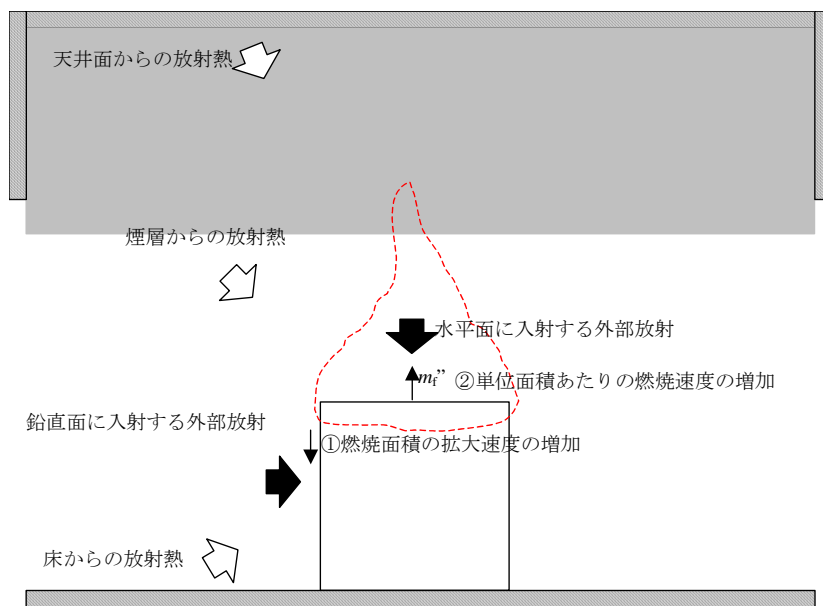 天井面からの放射熱
煙層からの放射熱
水平面に入射する外部放射
mf” ②単位面積あたりの燃焼速度の増加
鉛直面に入射する外部放射
①燃焼面積の拡大速度の増加
床からの放射熱